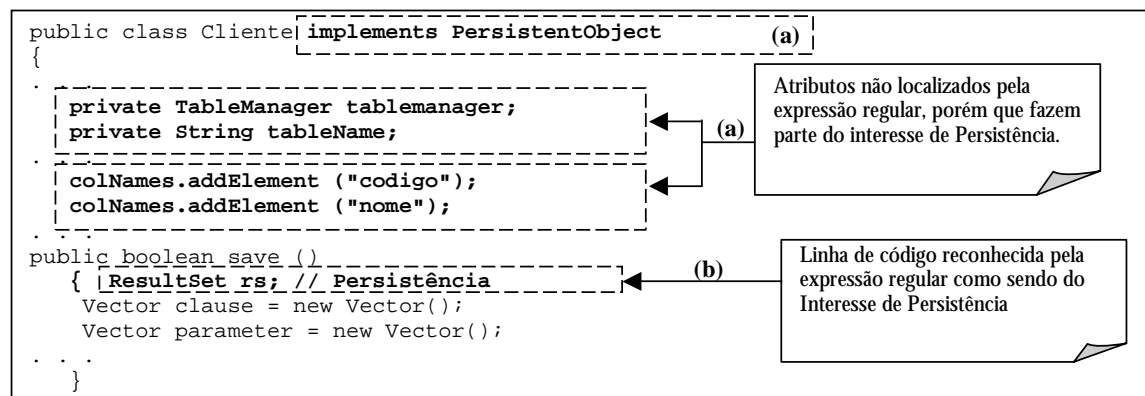 public class Cliente implements PersistentObject (a)
{
. . .
private TableManager tablemanager;
private String tableName;
. . .
colNames.addElement ("codigo");
colNames.addElement ("nome");
. . .
public boolean save ()
{ ResultSet rs; // Persistência
Vector clause = new Vector();
Vector parameter = new Vector();
. . .
}
(a)
Atributos não localizados pela
expressão regular, porém que fazem
parte do interesse de Persistência.
(b)
Linha de código reconhecida pela
expressão regular como sendo do
Interesse de Persistência